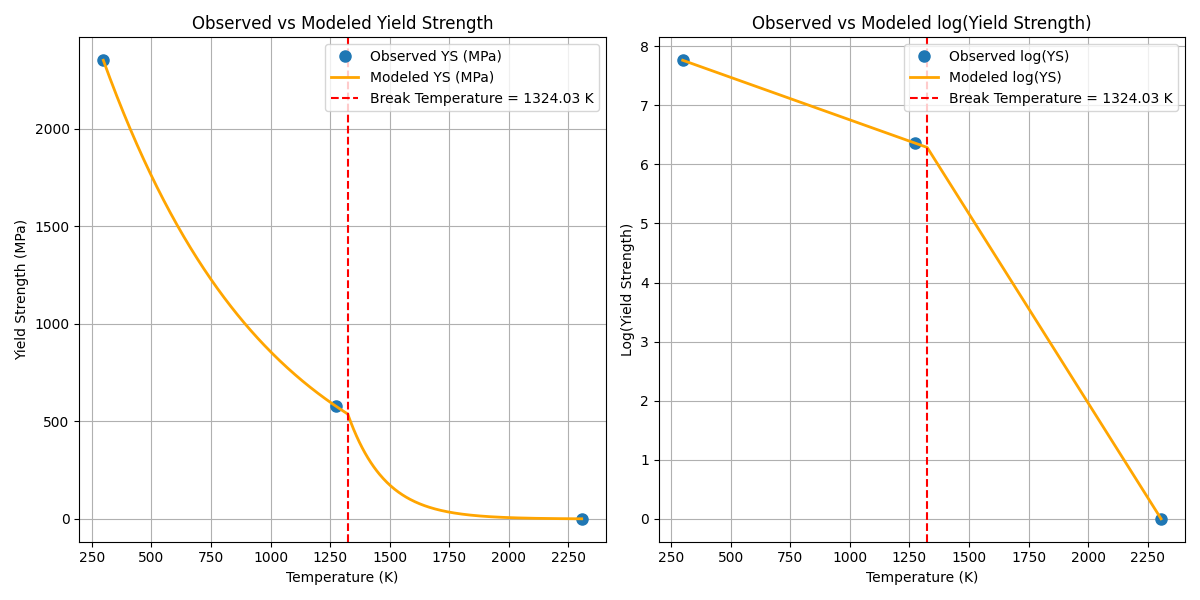 Observed vs Modeled Yield Strength
Observed YS (MPa)
Modeled YS (MPa)
Break Temperature = 1324.03 K
Yield Strength (MPa)
2000
1500
1000
500
0
250 500 750 1000 1250 1500 1750 2000 2250
Temperature (K)
Observed vs Modeled log(Yield Strength)
Observed log(YS)
Modeled log(YS)
Break Temperature = 1324.03 K
Log(Yield Strength)
8
7
6
5
4
3
2
1
0
250 500 750 1000 1250 1500 1750 2000 2250
Temperature (K)